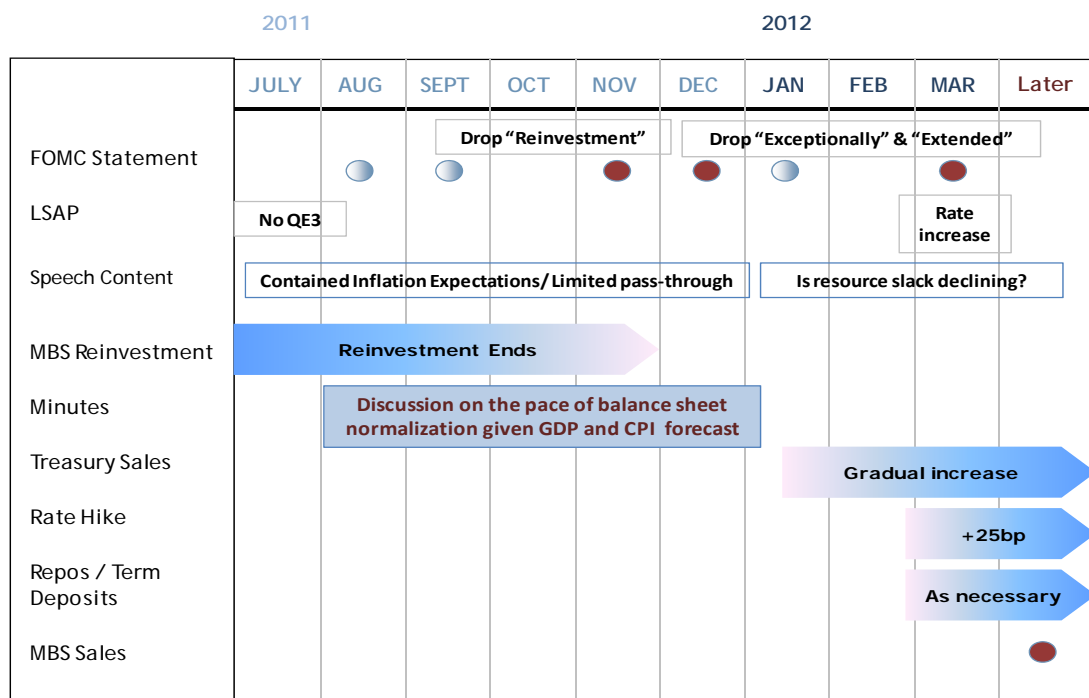 2011 2012
JULY AUG SEPT OCT NOV DEC JAN FEB MAR Later
FOMC Statement
Drop “Reinvestment”
Drop “Exceptionally” & “Extended”
LSAP
No QE3
Rate
increase
Speech Content
Contained Inflation Expectations/ Limited pass-through
Is resource slack declining?
MBS Reinvestment
Reinvestment Ends
Minutes
Discussion on the pace of balance sheet
normalization given GDP and CPI forecast
Treasury Sales
Gradual increase
Rate Hike
+25bp
Repos / Term
Deposits
As necessary
MBS Sales